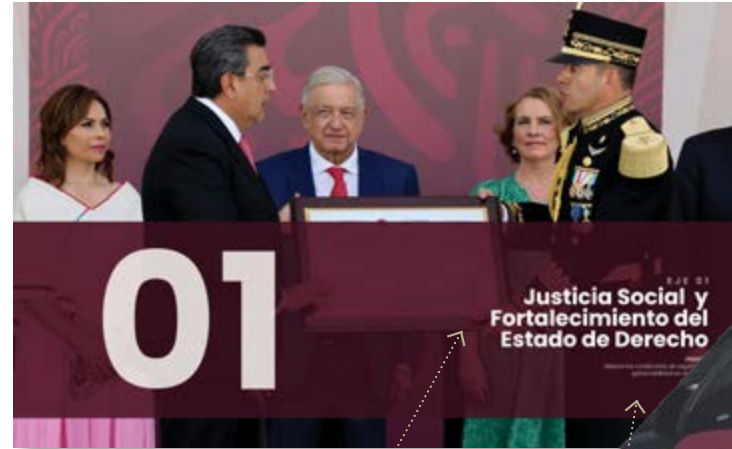 01
EJE 01
Justicia Social y
Fortalecimiento del
Estado de Derecho